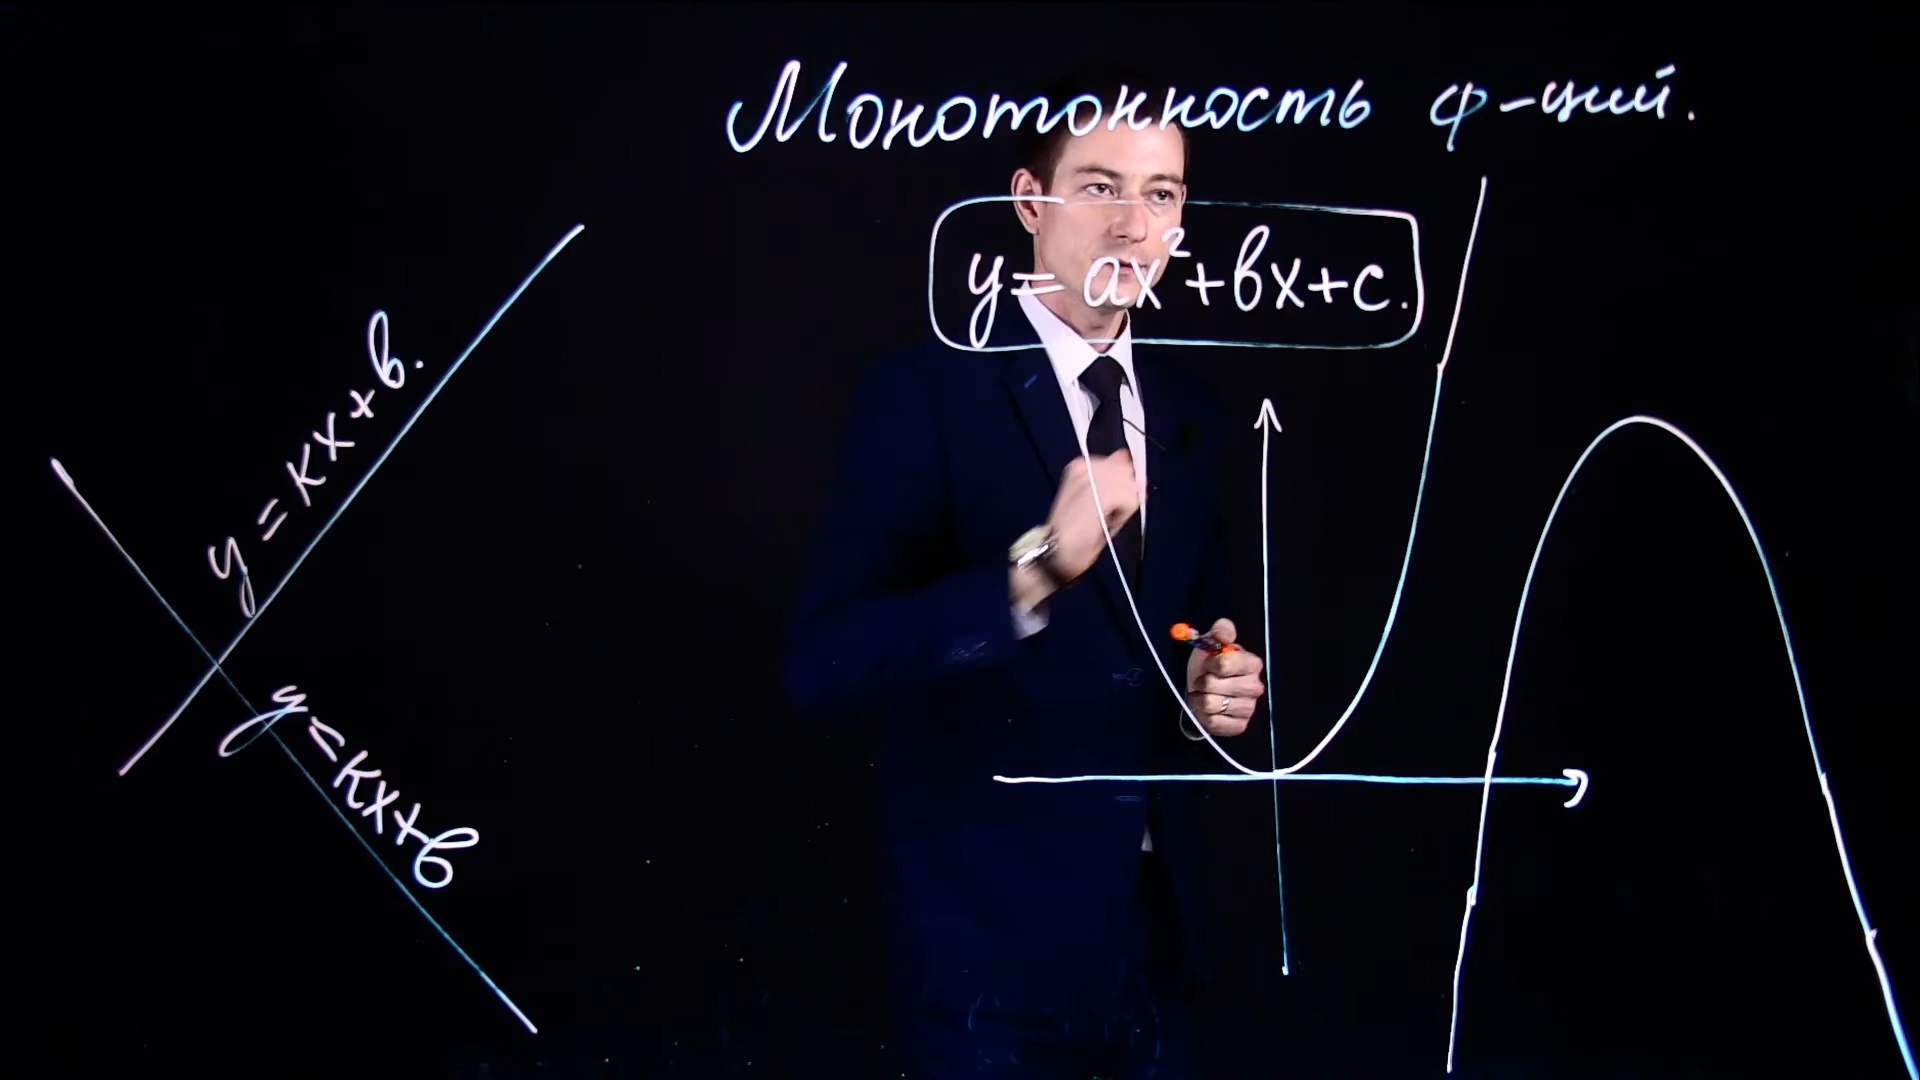 Монотонность ф-ций.
y = ax² + bx + c.
y = kx + b.
y = kx + b